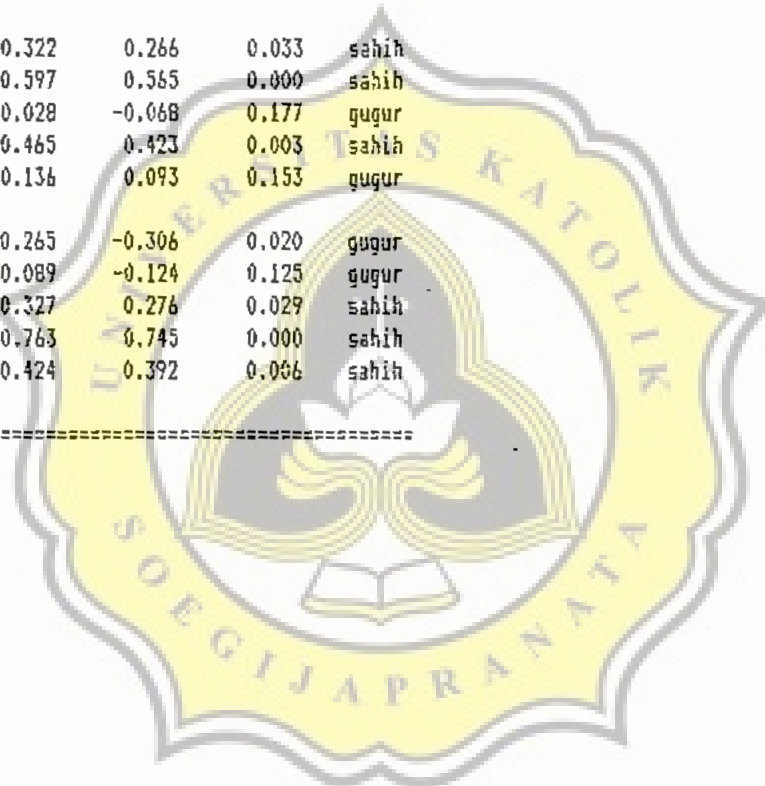 0.322 0.266 0.033 sahih
0.597 0.565 0.000 sahih
0.028 -0.068 0.177 gugur
0.465 0.423 0.003 sahih
0.136 0.093 0.153 gugur
0.265 -0.306 0.020 gugur
0.089 -0.124 0.125 gugur
0.327 0.276 0.029 sahih
0.763 0.745 0.000 sahih
0.424 0.392 0.006 sahih
UNIVERSITAS KATOLIK
SOEGIJAPRANATA